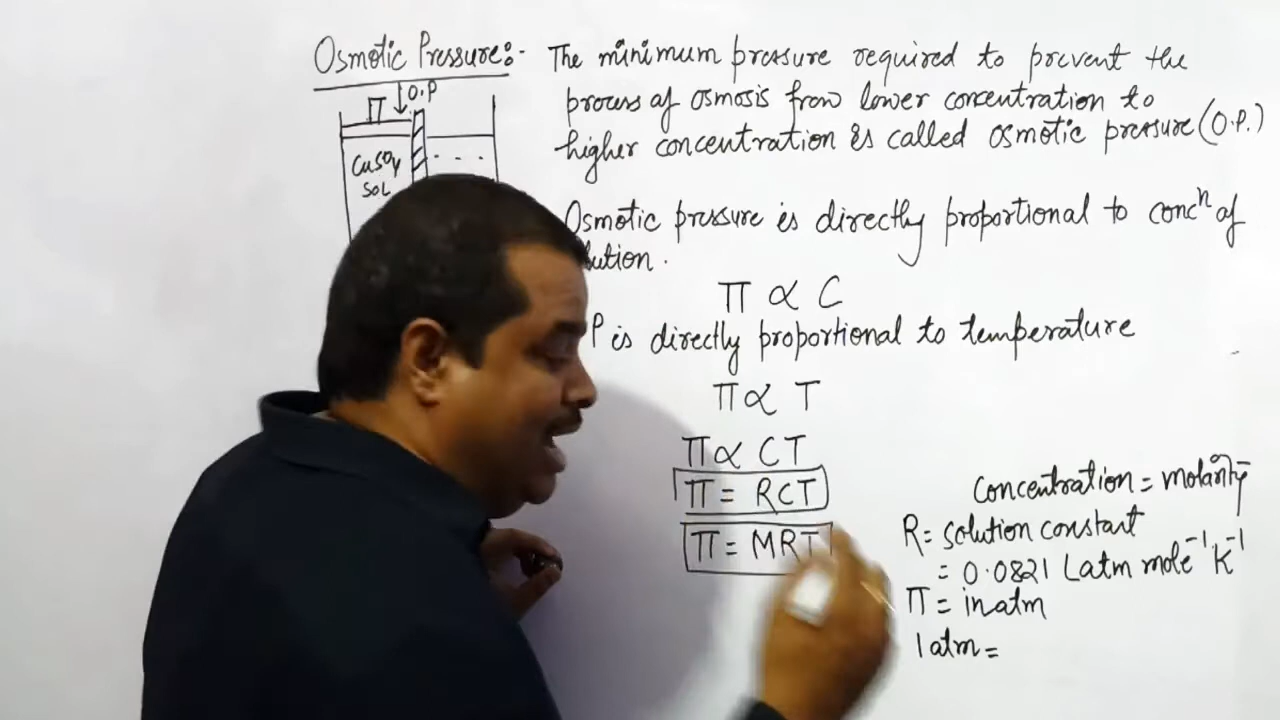 Osmotic Pressure:- The minimum pressure required to prevent the
process of osmosis from lower concentration to
higher concentration is called osmotic pressure (O.P.)
π
O.P
CuSO4
SOL
Osmotic pressure is directly proportional to concⁿ of
lution.
π ∝ C
P is directly proportional to temperature
π ∝ T
π ∝ CT
π = RCT
π = MRT
Concentration = molarity
R = solution constant
= 0.0821 L atm mole⁻¹ K⁻¹
π = in atm
1 atm =